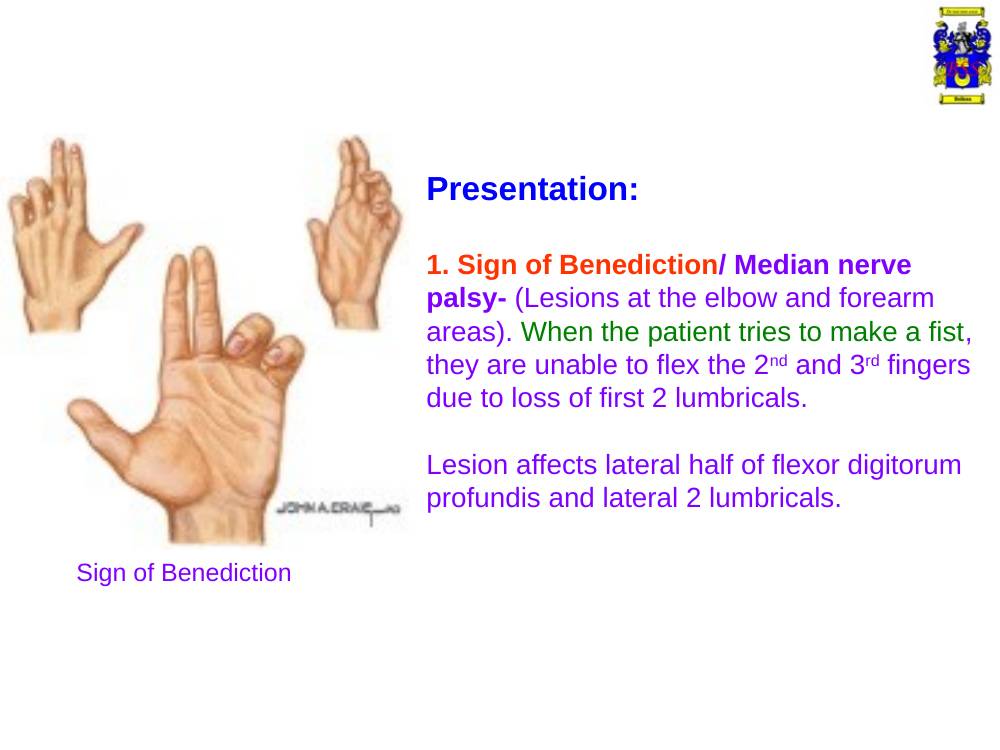 Presentation:
1. Sign of Benediction/ Median nerve
palsy- (Lesions at the elbow and forearm
areas). When the patient tries to make a fist,
they are unable to flex the 2nd and 3rd fingers
due to loss of first 2 lumbricals.
Lesion affects lateral half of flexor digitorum
profundis and lateral 2 lumbricals.
Sign of Benediction